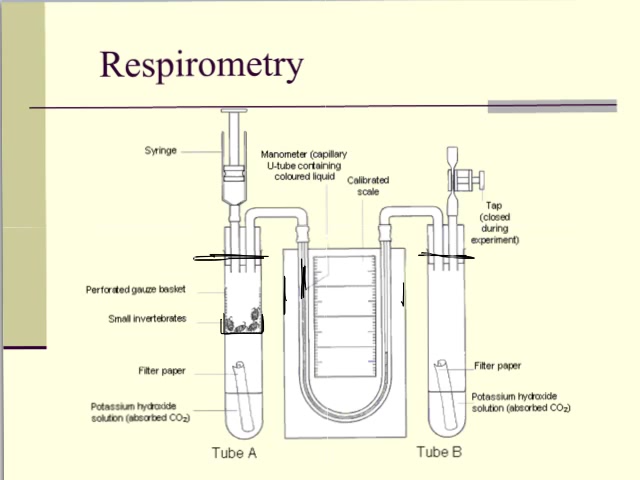 Respirometry
Syringe
Manometer (capillary
U-tube containing
coloured liquid
Calibrated
scale
Tap
(closed
during
experiment)
Perforated gauze basket
Small invertebrates
Filter paper
Filter paper
Potassium hydroxide
solution (absorbed CO₂)
Potassium hydroxide
solution (absorbed CO₂)
Tube A
Tube B